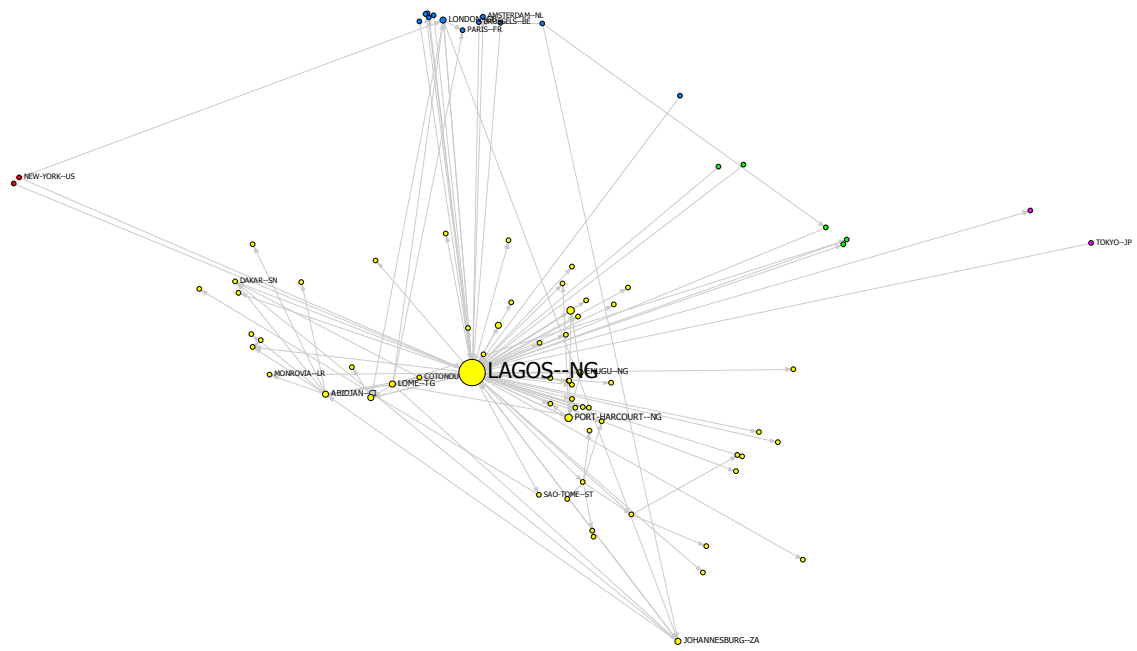 AMSTERDAM--NL
LONDON
BRUSSELS--BE
PARIS--FR
NEW-YORK--US
TOKYO--JP
DAKAR--SN
LAGOS--NG
ENUGU--NG
MONROVIA--LR
COTONOU
LOME--TG
ABIDJAN--CI
PORT-HARCOURT--NG
SAO-TOME--ST
JOHANNESBURG--ZA